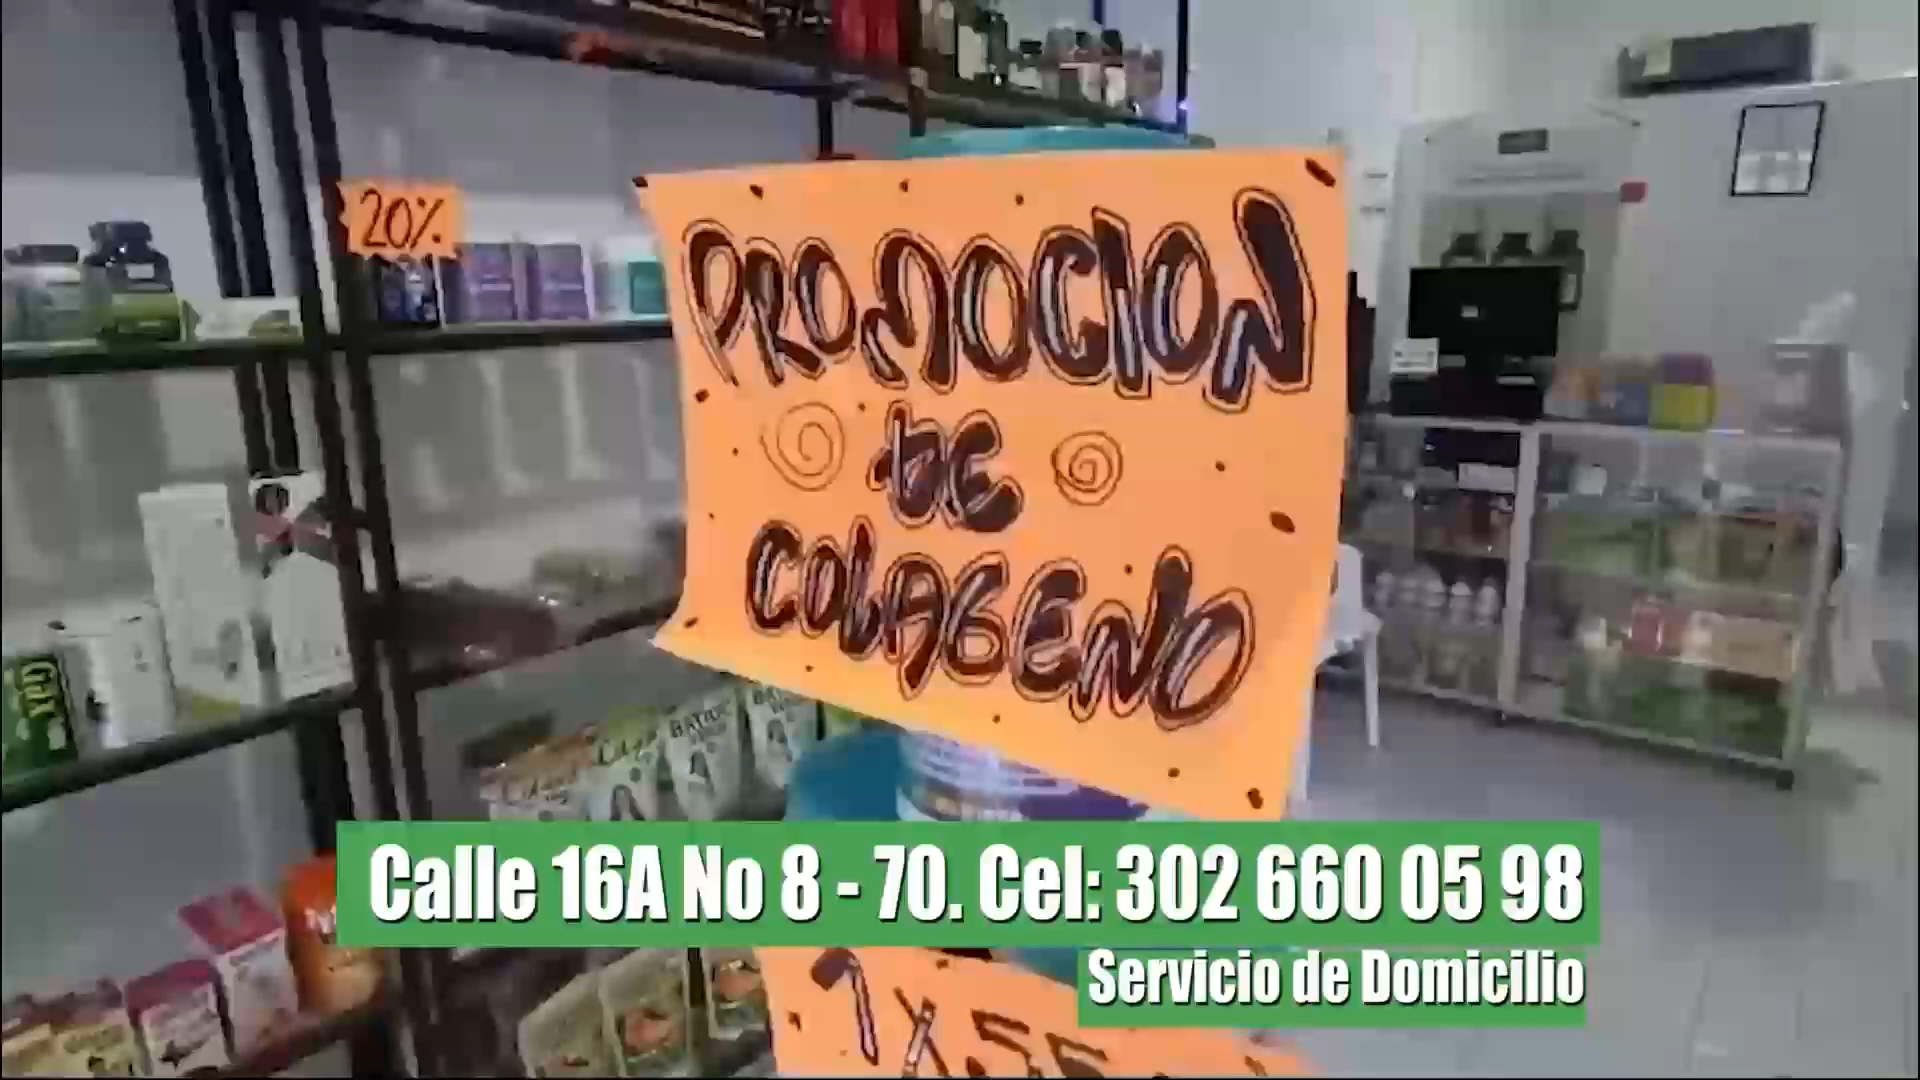 20%
PROMOCION
DE
COLAGENO
Calle 16A No 8 - 70. Cel: 302 660 05 98
Servicio de Domicilio